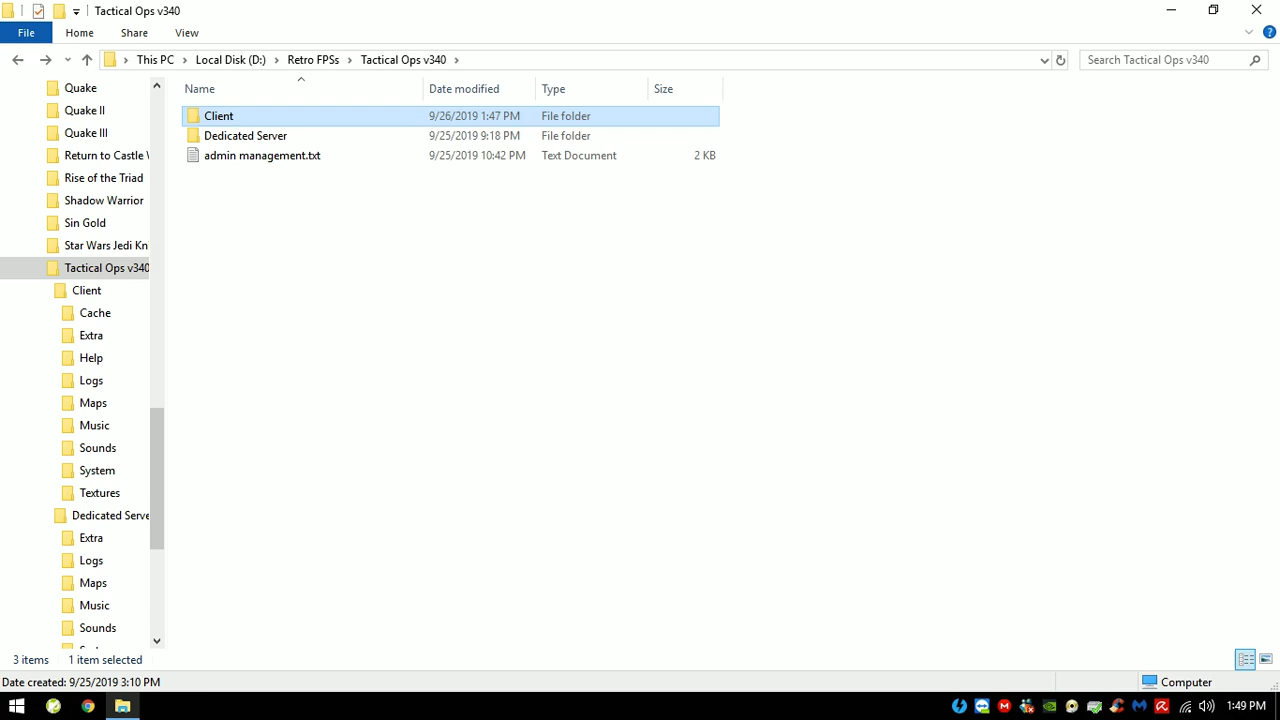 Tactical Ops v340
File
Home
Share
View
This PC
Local Disk (D:)
Retro FPSs
Tactical Ops v340
Search Tactical Ops v340
Quake
Quake II
Quake III
Return to Castle W
Rise of the Triad
Shadow Warrior
Sin Gold
Star Wars Jedi Kn
Tactical Ops v340
Client
Cache
Extra
Help
Logs
Maps
Music
Sounds
System
Textures
Dedicated Serve
Extra
Logs
Maps
Music
Sounds
Name Date modified Type Size
Client 9/26/2019 1:47 PM File folder
Dedicated Server 9/25/2019 9:18 PM File folder
admin management.txt 9/25/2019 10:42 PM Text Document 2 KB
3 items 1 item selected
Date created: 9/25/2019 3:10 PM Computer
1:49 PM